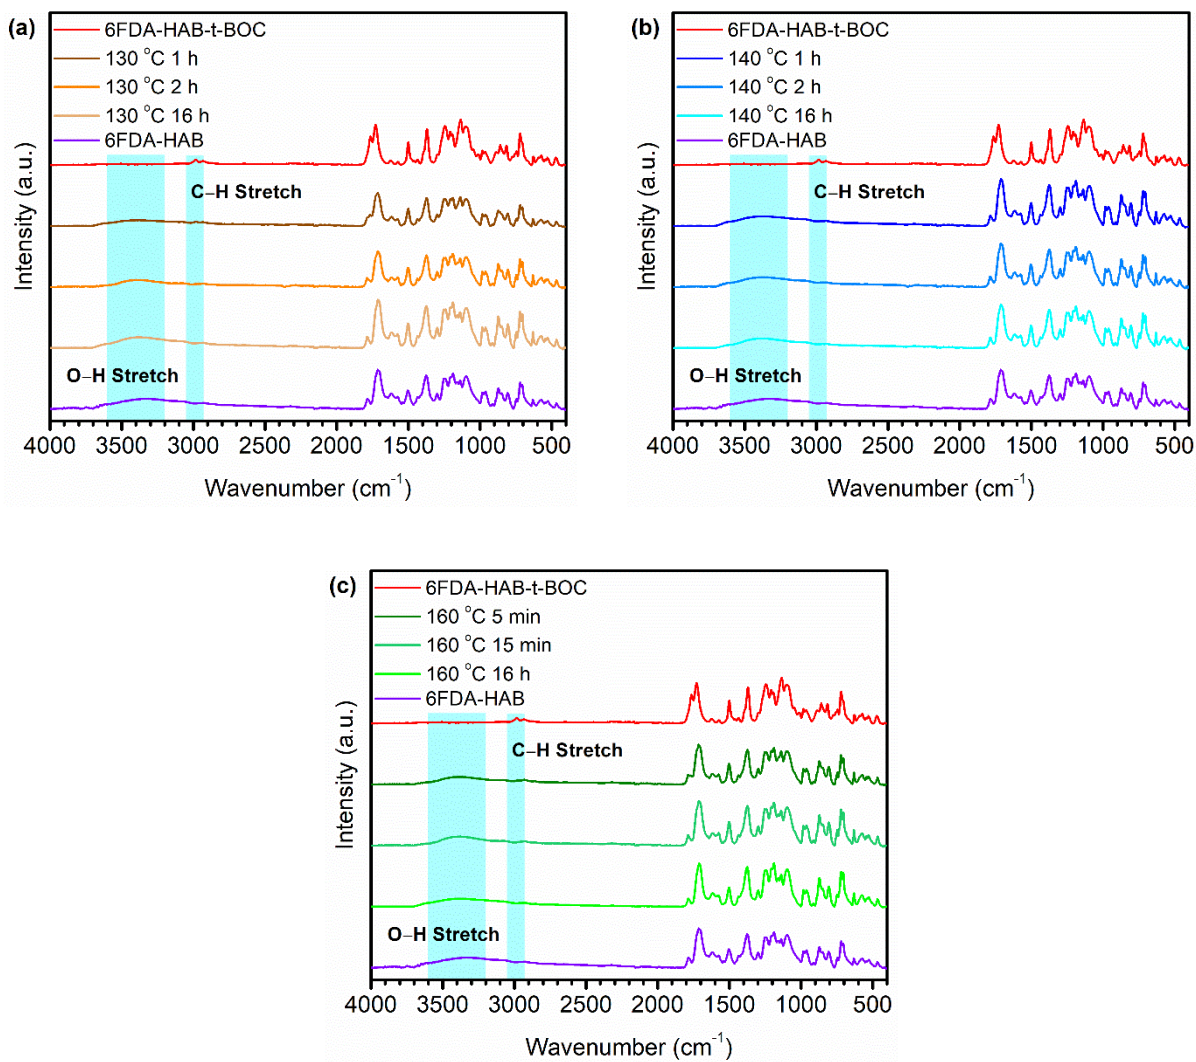 (a)
6FDA-HAB-t-BOC
130 °C 1 h
130 °C 2 h
130 °C 16 h
6FDA-HAB
C–H Stretch
O–H Stretch
Intensity (a.u.)
4000 3500 3000 2500 2000 1500 1000 500
Wavenumber (cm⁻¹)
(b)
6FDA-HAB-t-BOC
140 °C 1 h
140 °C 2 h
140 °C 16 h
6FDA-HAB
C–H Stretch
O–H Stretch
Intensity (a.u.)
4000 3500 3000 2500 2000 1500 1000 500
Wavenumber (cm⁻¹)
(c)
6FDA-HAB-t-BOC
160 °C 5 min
160 °C 15 min
160 °C 16 h
6FDA-HAB
C–H Stretch
O–H Stretch
Intensity (a.u.)
4000 3500 3000 2500 2000 1500 1000 500
Wavenumber (cm⁻¹)